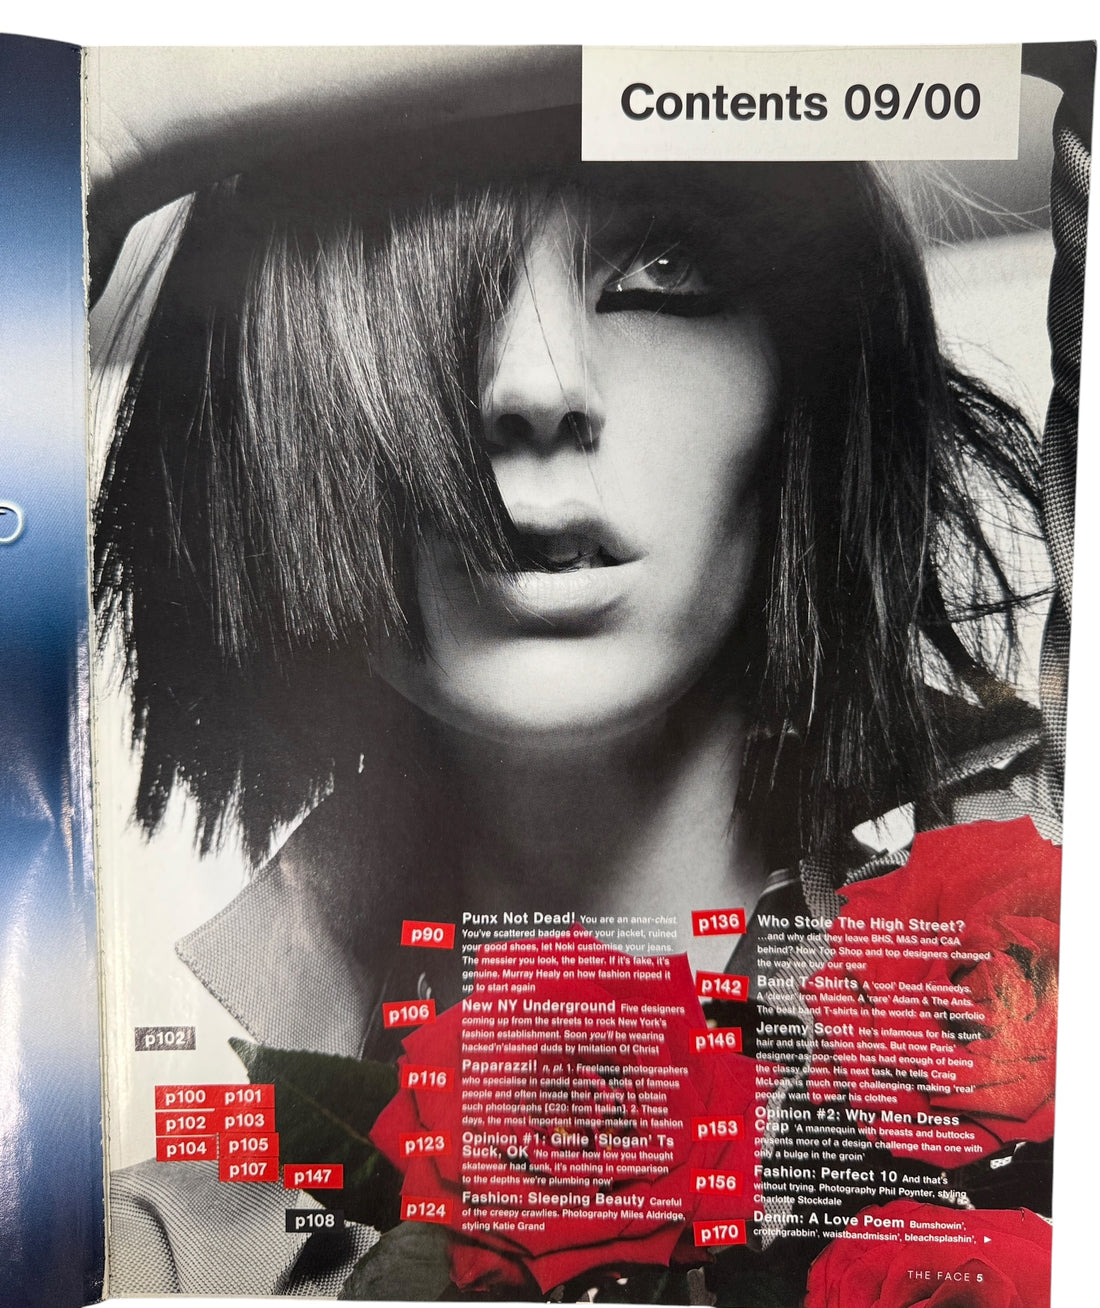 Contents 09/00
p90
Punx Not Dead! You are an anar-chist.
You've scattered badges over your jacket, ruined
your good shoes, let Noki customise your jeans.
The messier you look, the better. If it's fake, it's
genuine. Murray Healy on how fashion ripped it
up to start again
p106
New NY Underground Five designers
coming up from the streets to rock New York's
fashion establishment. Soon you'll be wearing
hacked'n'slashed duds by Imitation Of Christ
p116
Paparazzi! n, pl. 1. Freelance photographers
who specialise in candid camera shots of famous
people and often invade their privacy to obtain
such photographs [C20: from Italian]. 2. These
days, the most important image-makers in fashion
p123
Opinion #1: Girlie 'Slogan' Ts
Suck, OK 'No matter how low you thought
skatewear had sunk, it's nothing in comparison
to the depths we're plumbing now'
p124
Fashion: Sleeping Beauty Careful
of the creepy crawlies. Photography Miles Aldridge,
styling Katie Grand
p136
Who Stole The High Street?
...and why did they leave BHS, M&S and C&A
behind? How Top Shop and top designers changed
the way we buy our gear
p142
Band T-Shirts A 'cool' Dead Kennedys.
A 'clever' Iron Maiden. A 'rare' Adam & The Ants.
The best band T-shirts in the world: an art porfolio
p146
Jeremy Scott He's infamous for his stunt
hair and stunt fashion shows. But now Paris'
designer-as-pop-celeb has had enough of being
the classy clown. His next task, he tells Craig
McLean, is much more challenging: making 'real'
people want to wear his clothes
p153
Opinion #2: Why Men Dress
Crap 'A mannequin with breasts and buttocks
presents more of a design challenge than one with
only a bulge in the groin'
p156
Fashion: Perfect 10 And that's
without trying. Photography Phil Poynter, styling
Charlotte Stockdale
p170
Denim: A Love Poem Bumshowin',
crotchgrabbin', waistbandmissin', bleachsplashin', ►
p102!
p100 p101
p102 p103
p104 p105
p107
p147
p108
THE FACE 5